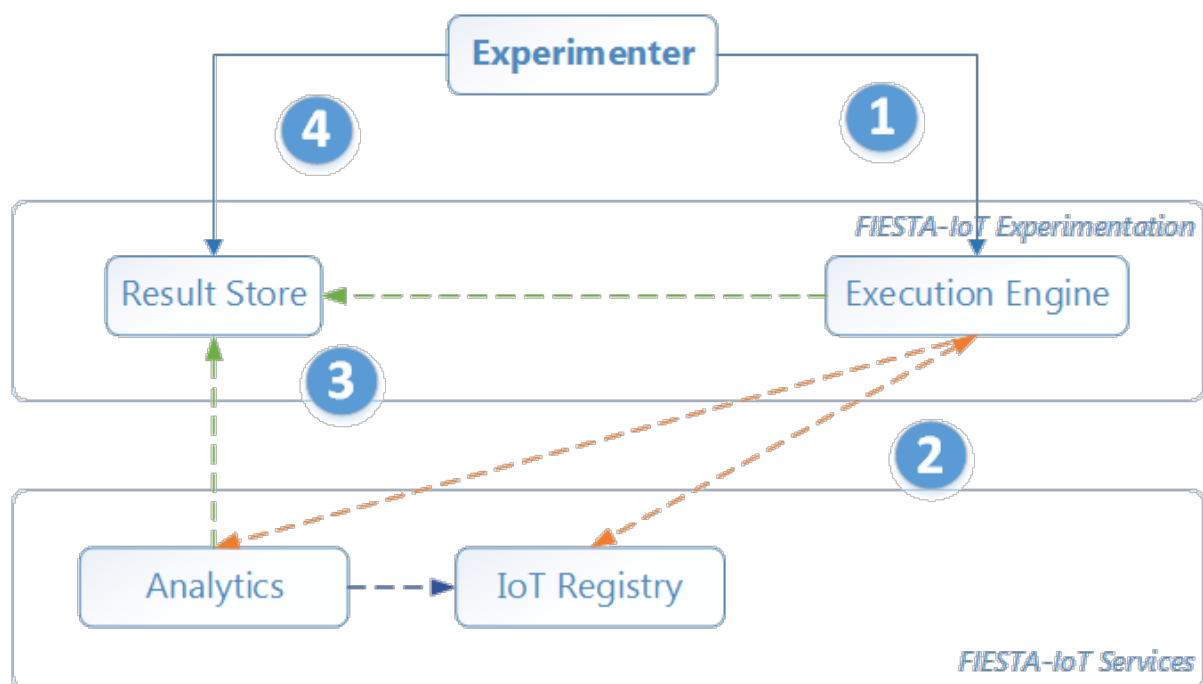 Experimenter
4
1
FIESTA-IoT Experimentation
Result Store
Execution Engine
3
2
Analytics
IoT Registry
FIESTA-IoT Services